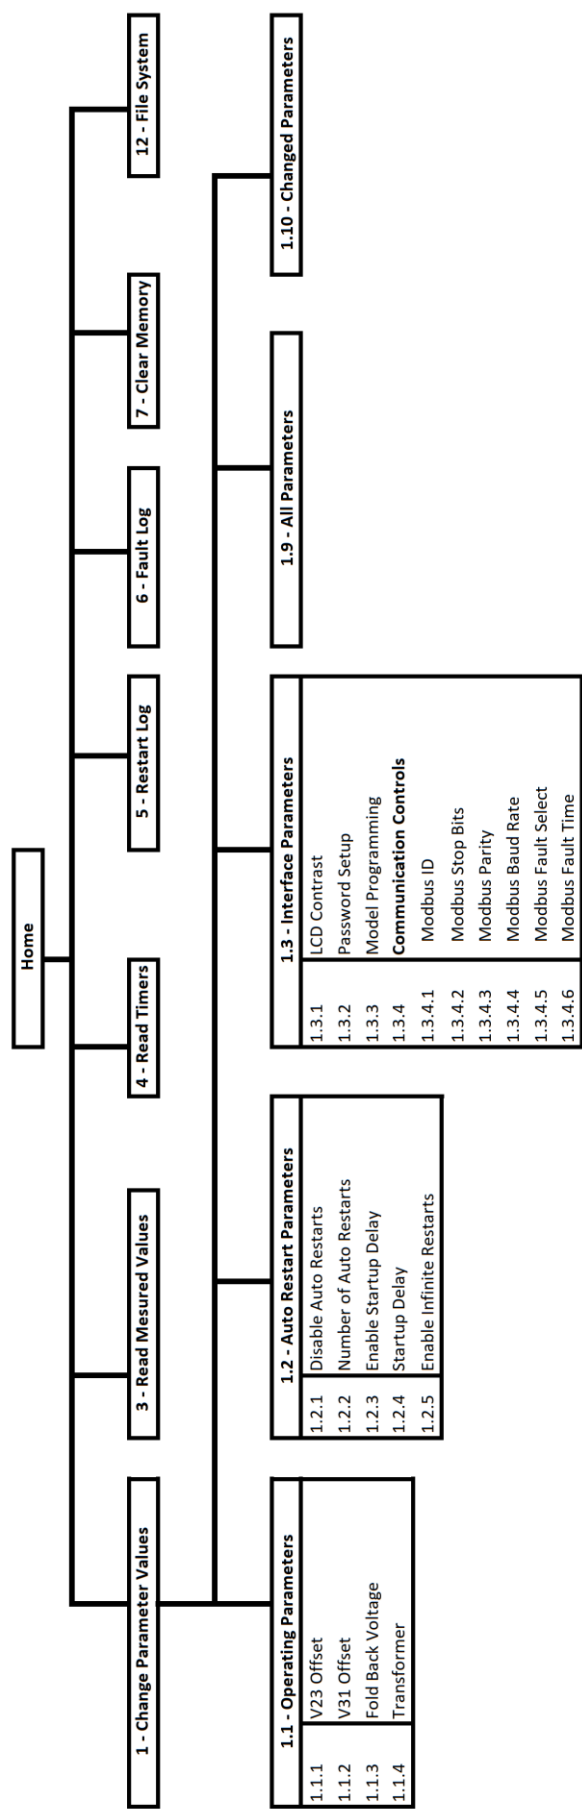 Home
1 - Change Parameter Values
3 - Read Mesured Values
4 - Read Timers
5 - Restart Log
6 - Fault Log
7 - Clear Memory
12 - File System
1.1 - Operating Parameters
1.1.1 V23 Offset
1.1.2 V31 Offset
1.1.3 Fold Back Voltage
1.1.4 Transformer
1.2 - Auto Restart Parameters
1.2.1 Disable Auto Restarts
1.2.2 Number of Auto Restarts
1.2.3 Enable Startup Delay
1.2.4 Startup Delay
1.2.5 Enable Infinite Restarts
1.3 - Interface Parameters
1.3.1 LCD Contrast
1.3.2 Password Setup
1.3.3 Model Programming
1.3.4 Communication Controls
1.3.4.1 Modbus ID
1.3.4.2 Modbus Stop Bits
1.3.4.3 Modbus Parity
1.3.4.4 Modbus Baud Rate
1.3.4.5 Modbus Fault Select
1.3.4.6 Modbus Fault Time
1.9 - All Parameters
1.10 - Changed Parameters